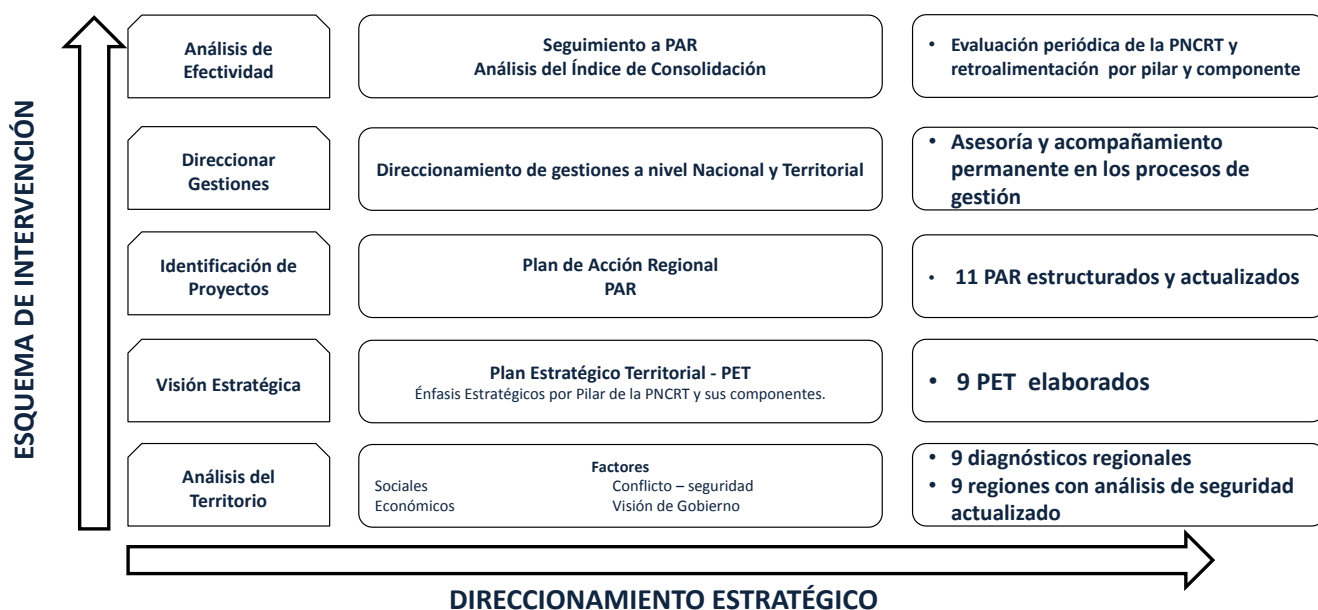 ESQUEMA DE INTERVENCIÓN
Análisis de
Efectividad
Seguimiento a PAR
Análisis del Índice de Consolidación
• Evaluación periódica de la PNCRT y
retroalimentación por pilar y componente
Direccionar
Gestiones
Direccionamiento de gestiones a nivel Nacional y Territorial
• Asesoría y acompañamiento
permanente en los procesos de
gestión
Identificación de
Proyectos
Plan de Acción Regional
PAR
• 11 PAR estructurados y actualizados
Visión Estratégica
Plan Estratégico Territorial - PET
Énfasis Estratégicos por Pilar de la PNCRT y sus componentes.
• 9 PET elaborados
Análisis del
Territorio
Factores
Sociales Conflicto – seguridad
Económicos Visión de Gobierno
• 9 diagnósticos regionales
• 9 regiones con análisis de seguridad
actualizado
DIRECCIONAMIENTO ESTRATÉGICO